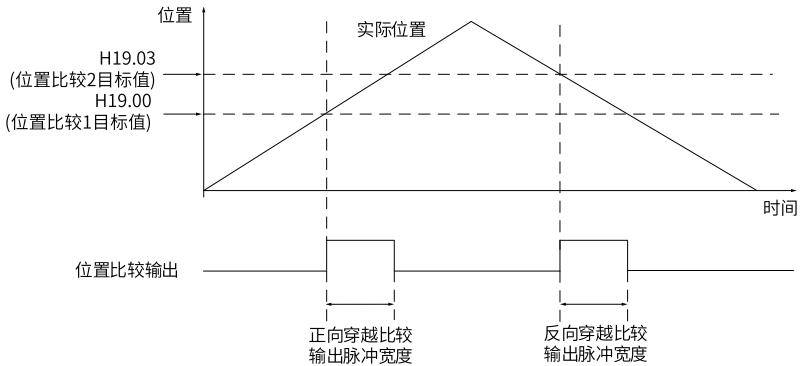 位置
实际位置
H19.03
(位置比较2目标值)
H19.00
(位置比较1目标值)
时间
位置比较输出
正向穿越比较
输出脉冲宽度
反向穿越比较
输出脉冲宽度